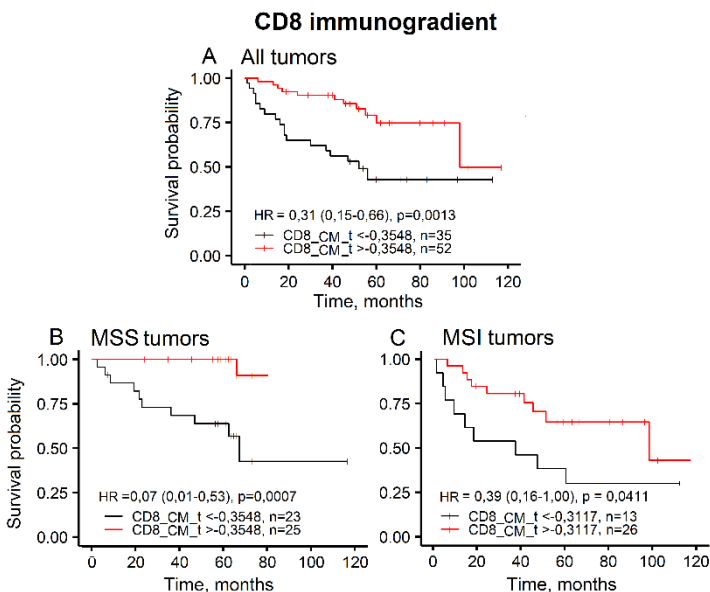 CD8 immunogradient
A All tumors
1.00
0.75
0.50
0.25
0.00
Survival probability
HR = 0,31 (0,15-0,66), p=0,0013
CD8_CM_t <-0,3548, n=35
CD8_CM_t >-0,3548, n=52
0 20 40 60 80 100 120
Time, months
B MSS tumors
1.00
0.75
0.50
0.25
0.00
Survival probability
HR =0,07 (0,01-0,53), p=0,0007
CD8_CM_t <-0,3548, n=23
CD8_CM_t >-0,3548, n=25
0 20 40 60 80 100 120
Time, months
C MSI tumors
1.00
0.75
0.50
0.25
0.00
HR = 0,39 (0,16-1,00), p = 0,0411
CD8_CM_t <-0,3117, n=13
CD8_CM_t >-0,3117, n=26
0 20 40 60 80 100 120
Time, months